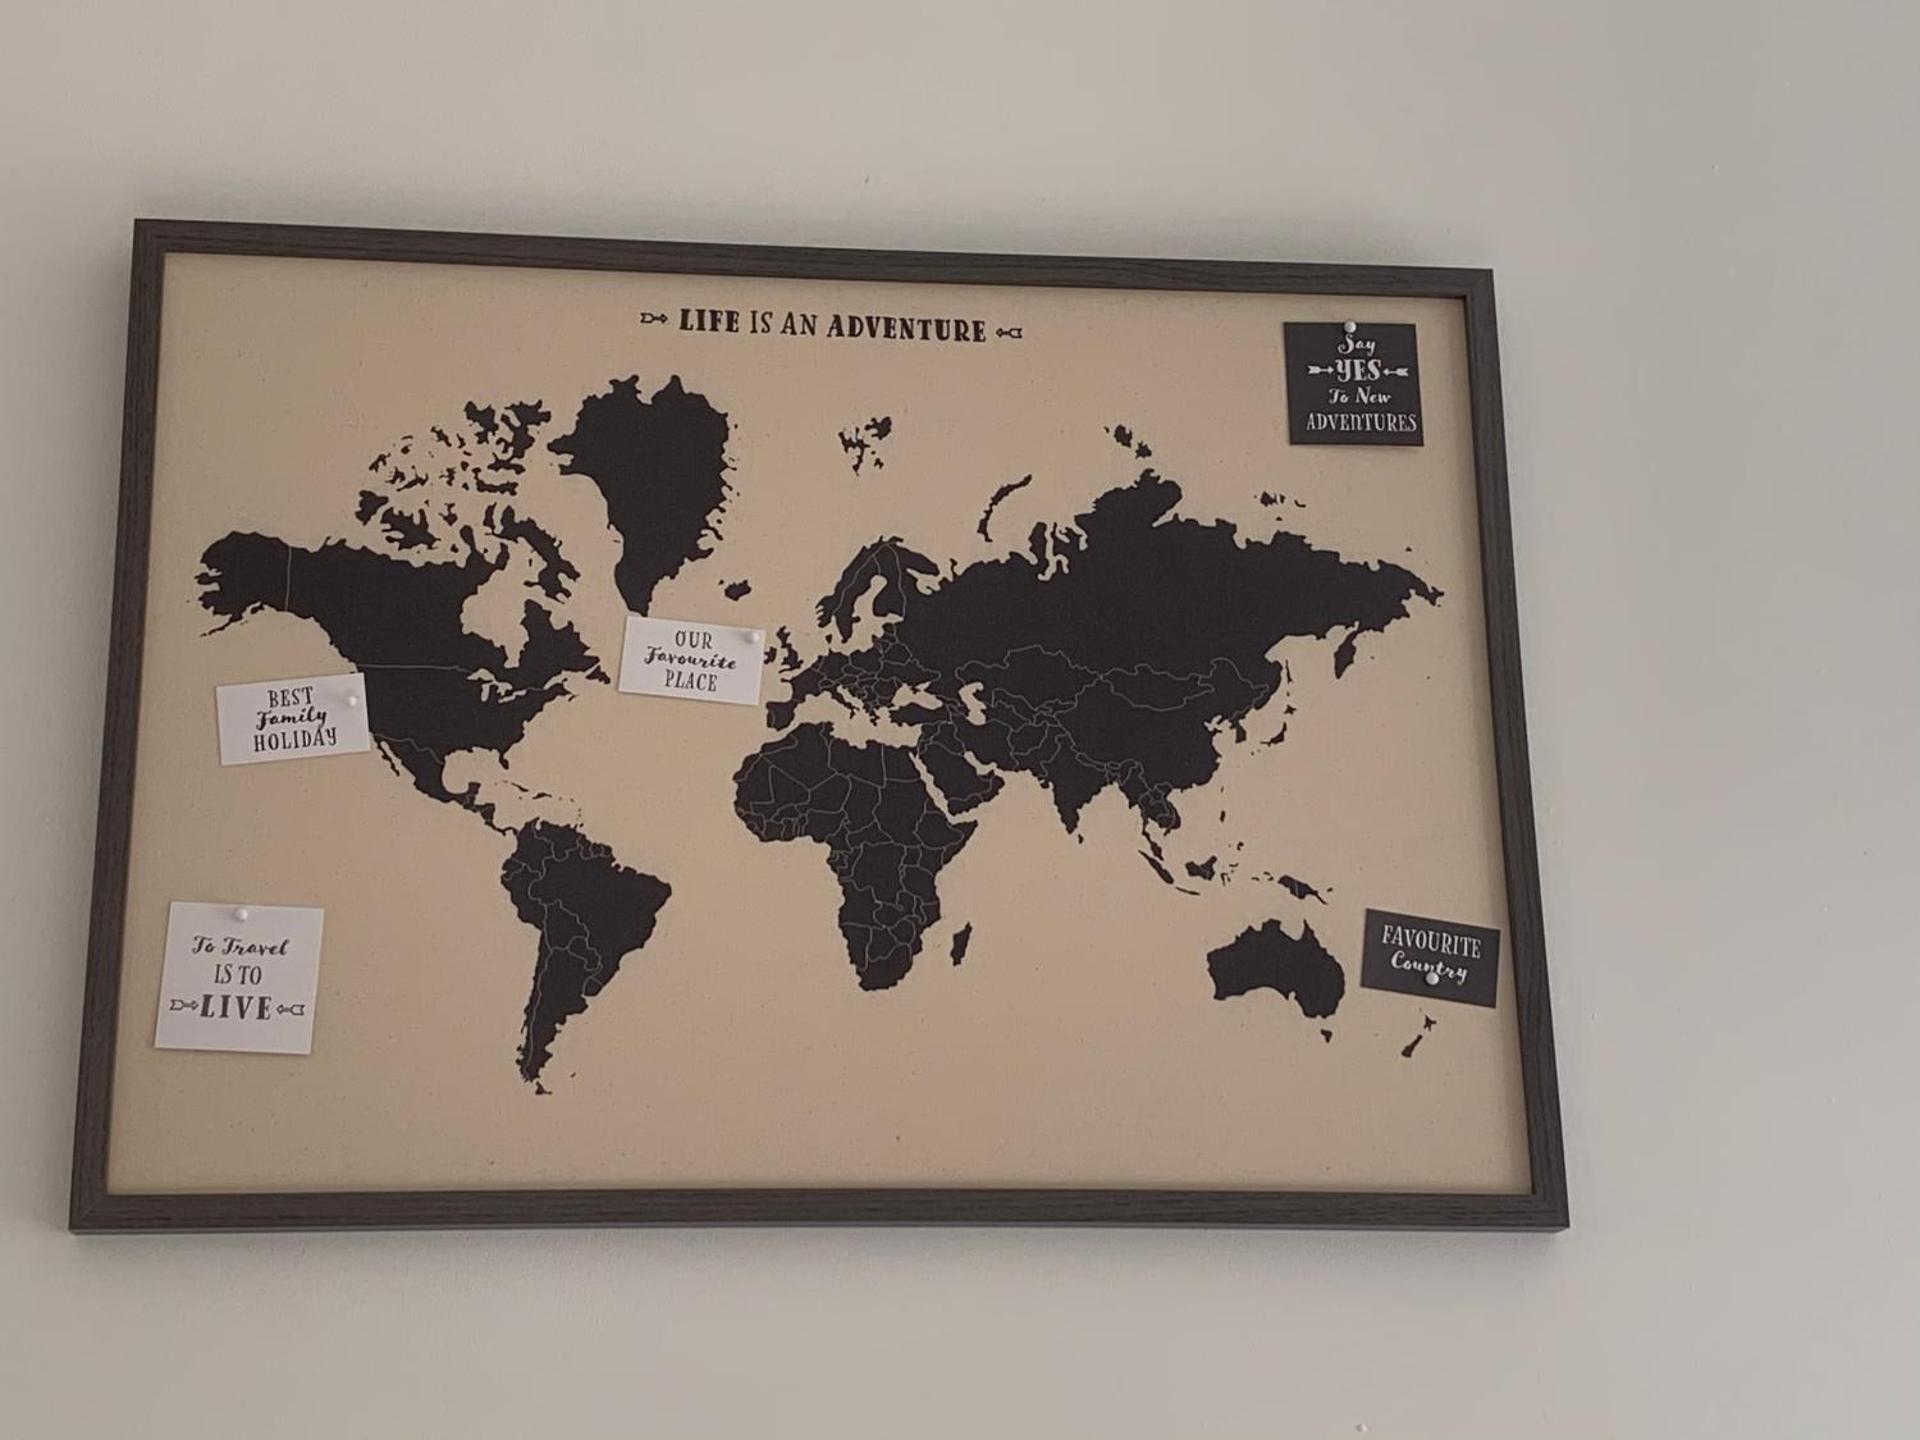 LIFE IS AN ADVENTURE
Say
YES
To New
ADVENTURES
OUR
Favourite
PLACE
BEST
Family
HOLIDAY
To Travel
IS TO
LIVE
FAVOURITE
Country